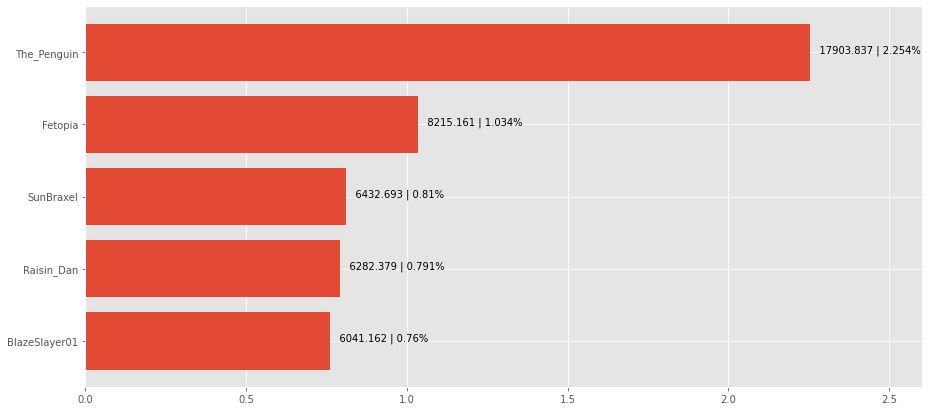 The_Penguin 17903.837 | 2.254%
Fetopia 8215.161 | 1.034%
SunBraxel 6432.693 | 0.81%
Raisin_Dan 6282.379 | 0.791%
BlazeSlayer01 6041.162 | 0.76%
0.0 0.5 1.0 1.5 2.0 2.5